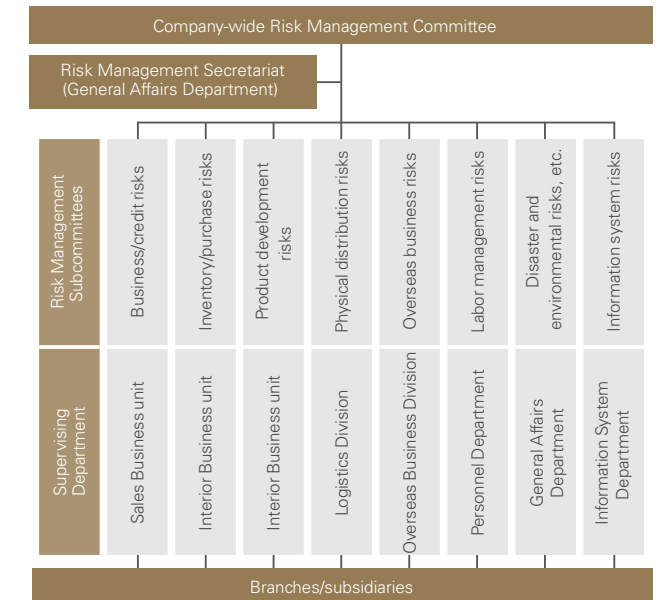 Company-wide Risk Management Committee
Risk Management Secretariat
(General Affairs Department)
Risk Management
Subcommittees
Business/credit risks
Inventory/purchase risks
Product development
risks
Physical distribution risks
Overseas business risks
Labor management risks
Disaster and
environmental risks, etc.
Information system risks
Supervising
Department
Sales Business unit
Interior Business unit
Interior Business unit
Logistics Division
Overseas Business Division
Personnel Department
General Affairs
Department
Information System
Department
Branches/subsidiaries